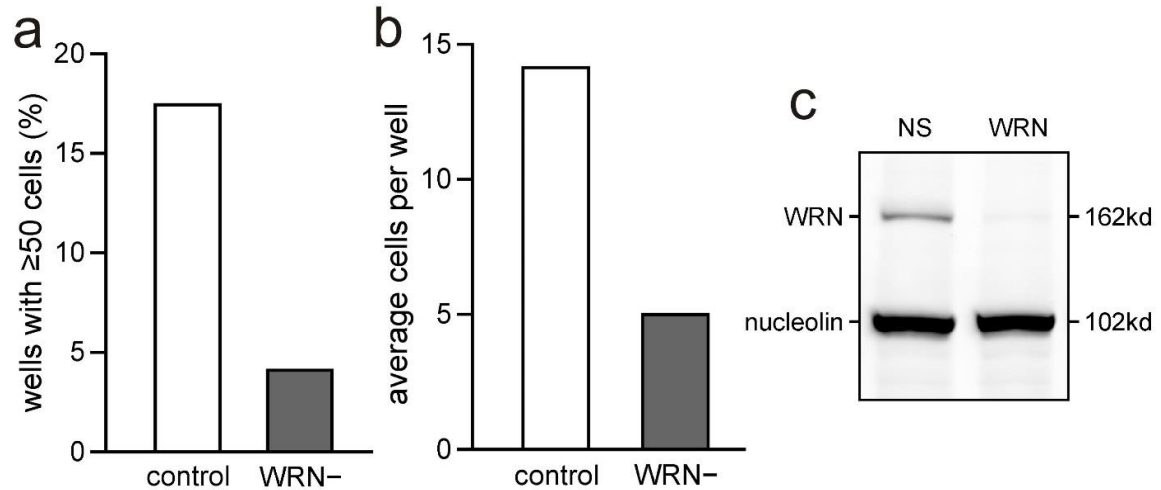 a
wells with ≥50 cells (%)
20
15
10
5
0
control
WRN−
b
average cells per well
15
10
5
0
control
WRN−
c
NS WRN
WRN
162kd
nucleolin
102kd